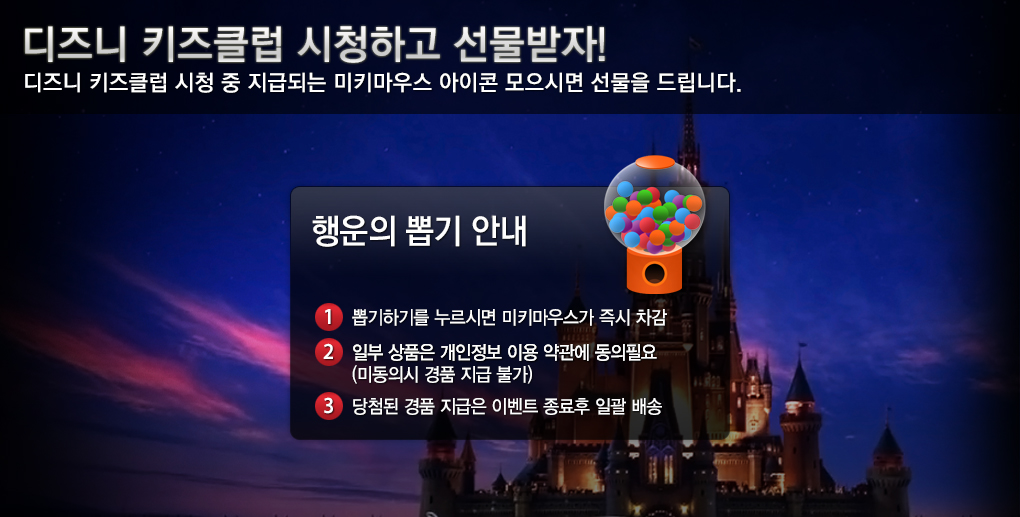 디즈니 키즈클럽 시청하고 선물받자!
디즈니 키즈클럽 시청 중 지급되는 미키마우스 아이콘 모으시면 선물을 드립니다.
행운의 뽑기 안내
1 뽑기하기를 누르시면 미키마우스가 즉시 차감
2 일부 상품은 개인정보 이용 약관에 동의필요
(미동의시 경품 지급 불가)
3 당첨된 경품 지급은 이벤트 종료후 일괄 배송